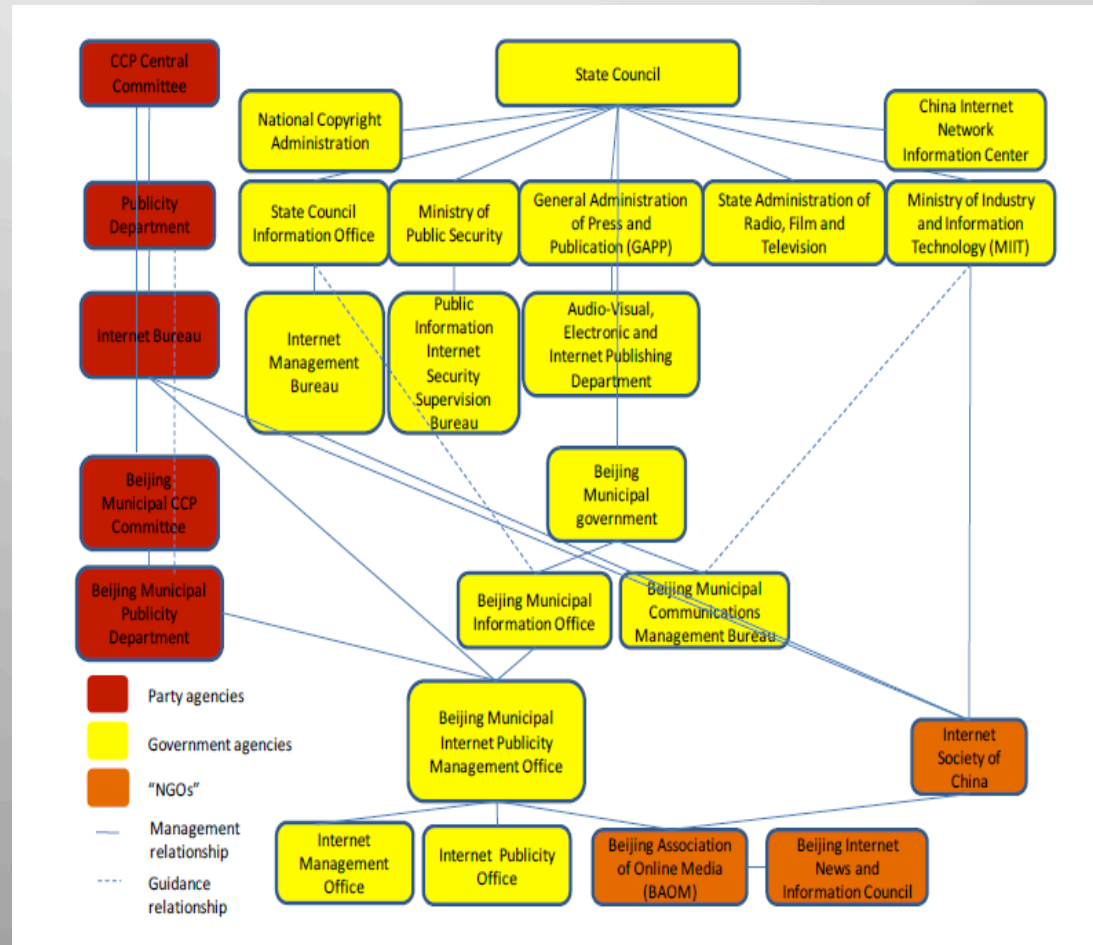 CCP Central
Committee
State Council
National Copyright
Administration
China Internet
Network
Information Center
Publicity
Department
State Council
Information Office
Ministry of
Public Security
General Administration
of Press and
Publication (GAPP)
State Administration of
Radio, Film and
Television
Ministry of Industry
and Information
Technology (MIIT)
Internet Bureau
Internet
Management
Bureau
Public
Information
Internet
Security
Supervision
Bureau
Audio-Visual,
Electronic and
Internet Publishing
Department
Beijing
Municipal CCP
Committee
Beijing
Municipal
government
Beijing Municipal
Publicity
Department
Beijing Municipal
Information Office
Beijing Municipal
Communications
Management Bureau
Party agencies
Government agencies
“NGOs”
Management
relationship
Guidance
relationship
Beijing Municipal
Internet Publicity
Management Office
Internet
Society of
China
Internet
Management
Office
Internet Publicity
Office
Beijing Association
of Online Media
(BAOM)
Beijing Internet
News and
Information Council